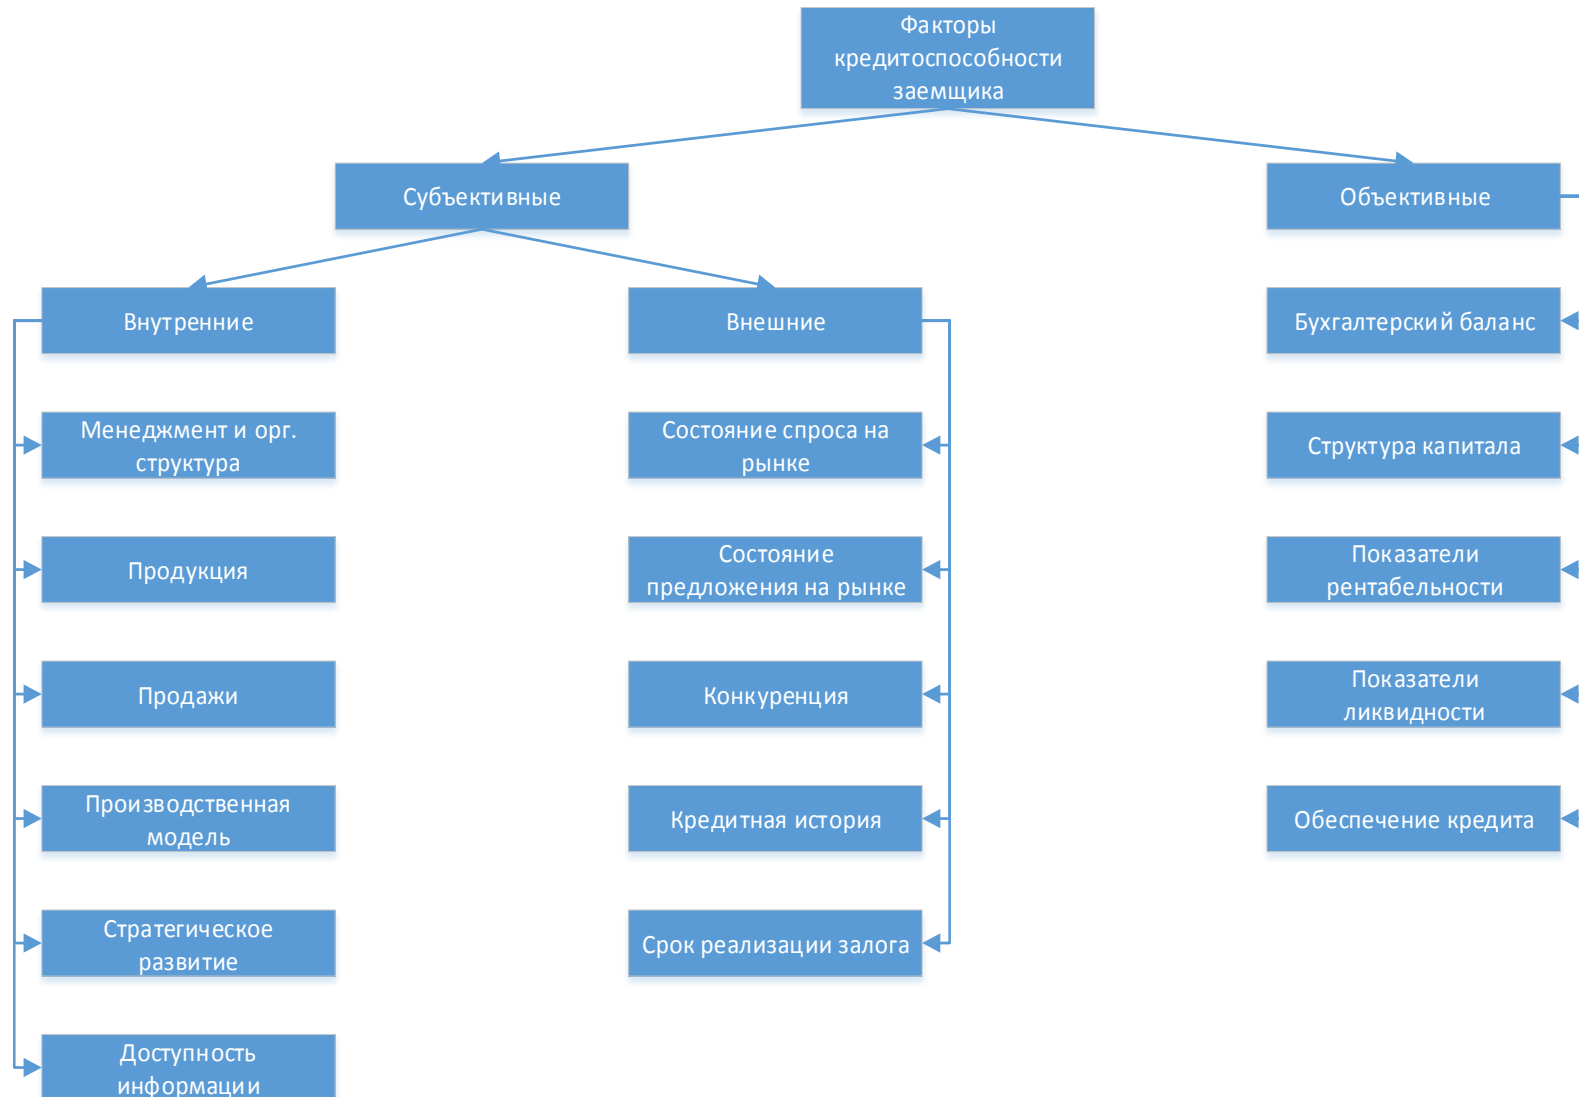 Факторы
кредитоспособности
заемщика
Субъективные
Объективные
Внутренние
Внешние
Бухгалтерский баланс
Менеджмент и орг.
структура
Состояние спроса на
рынке
Структура капитала
Продукция
Состояние
предложения на рынке
Показатели
рентабельности
Продажи
Конкуренция
Показатели
ликвидности
Производственная
модель
Кредитная история
Обеспечение кредита
Стратегическое
развитие
Срок реализации залога
Доступность
информации